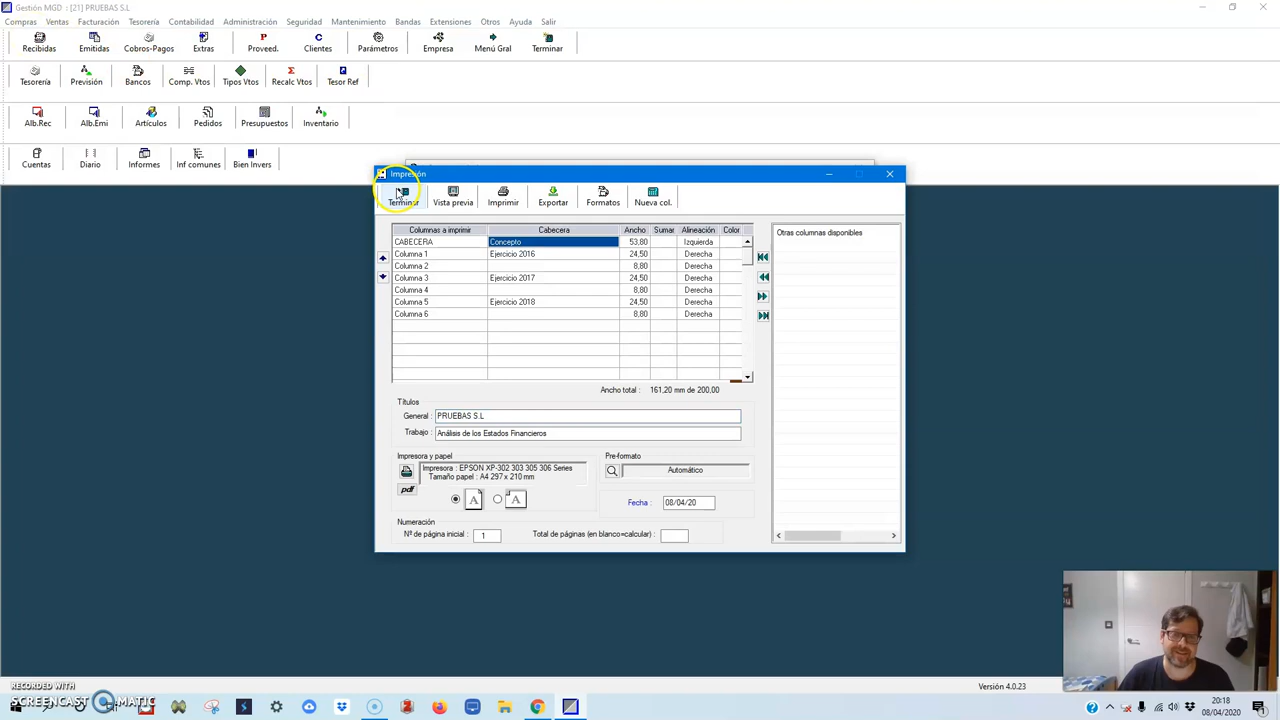 Gestión MGD : [21] PRUEBAS S.L
Compras Ventas Facturación Tesorería Contabilidad Administración Seguridad Mantenimiento Bandas Extensiones Otros Ayuda Salir
Recibidas Emitidas Cobros-Pagos Extras Proveed. Clientes Parámetros Empresa Menú Gral Terminar
Tesorería Previsión Bancos Comp. Vtos Tipos Vtos Recalc Vtos Tesor Ref
Alb.Rec Alb.Emi Artículos Pedidos Presupuestos Inventario
Cuentas Diario Informes Inf comunes Bien Invers
Impresión
Terminar Vista previa Imprimir Exportar Formatos Nueva col.
Columnas a imprimir Cabecera Ancho Sumar Alineación Color
Otras columnas disponibles
CABECERA Concepto 53,80 Izquierda
Columna 1 Ejercicio 2016 24,50 Derecha
Columna 2 8,80 Derecha
Columna 3 Ejercicio 2017 24,50 Derecha
Columna 4 8,80 Derecha
Columna 5 Ejercicio 2018 24,50 Derecha
Columna 6 8,80 Derecha
Ancho total : 161,20 mm de 200,00
Títulos
General : PRUEBAS S.L
Trabajo : Análisis de los Estados Financieros
Impresora y papel
Impresora : EPSON XP-302 303 305 306 Series
Tamaño papel : A4 297 x 210 mm
pdf
A A
Pre-formato
Automático
Fecha : 08/04/20
Numeración
Nº de página inicial : 1 Total de páginas (en blanco=calcular) :
Versión 4.0.23
RECORDED WITH
SCREENCAST MATIC
20:18
08/04/2020